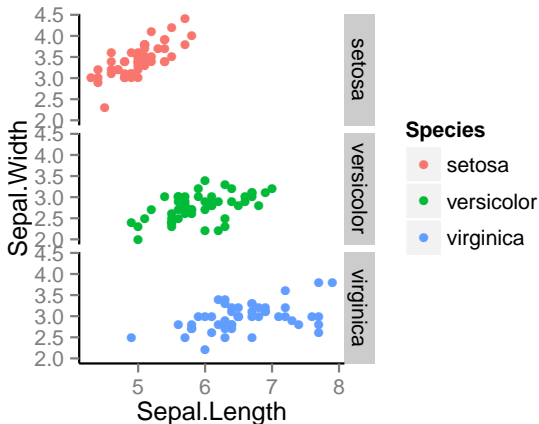 Sepal.Width
4.5
4.0
3.5
3.0
2.5
2.0
setosa
4.5
4.0
3.5
3.0
2.5
2.0
versicolor
4.5
4.0
3.5
3.0
2.5
2.0
virginica
5 6 7 8
Sepal.Length
Species
setosa
versicolor
virginica